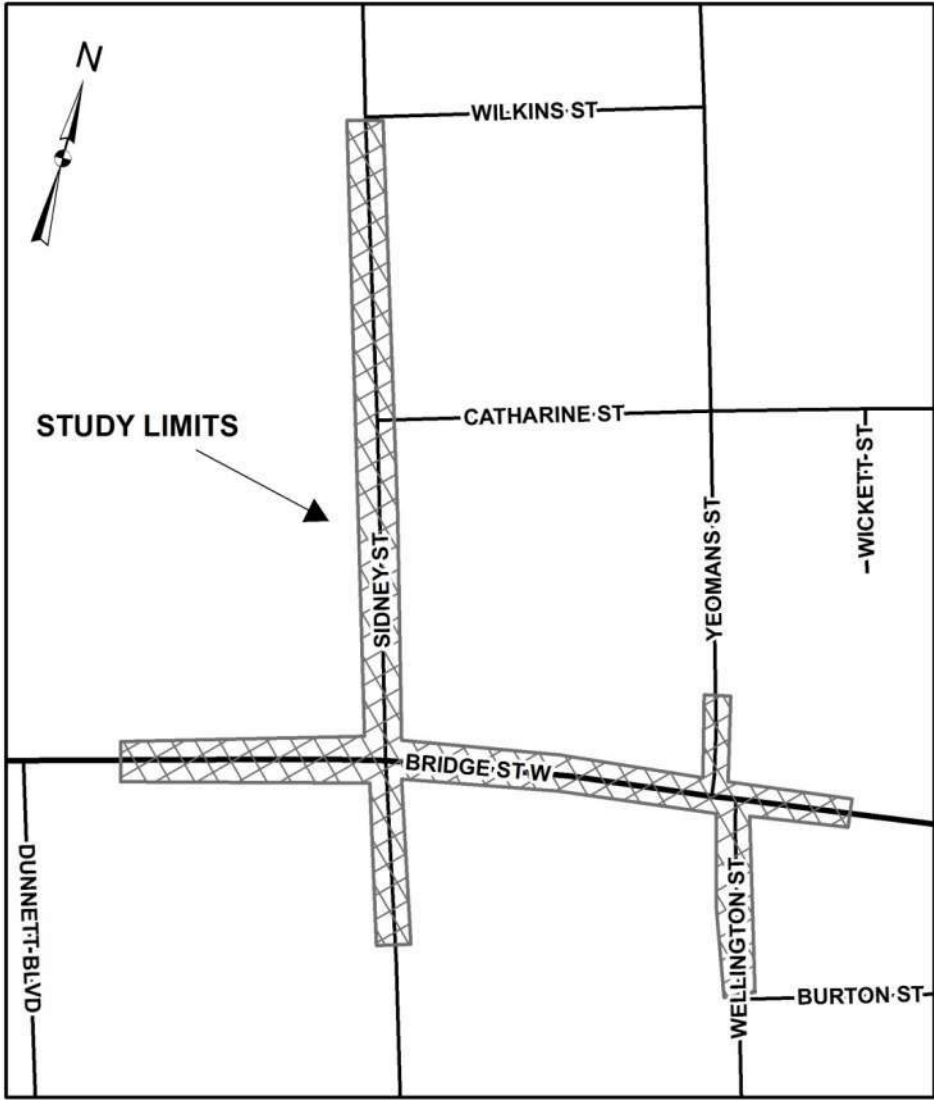 N
WILKINS ST
STUDY LIMITS
CATHARINE ST
WICKETT ST
SIDNEY ST
YEOMANS ST
BRIDGE ST W
DUNNETT BLVD
WELLINGTON ST
BURTON ST